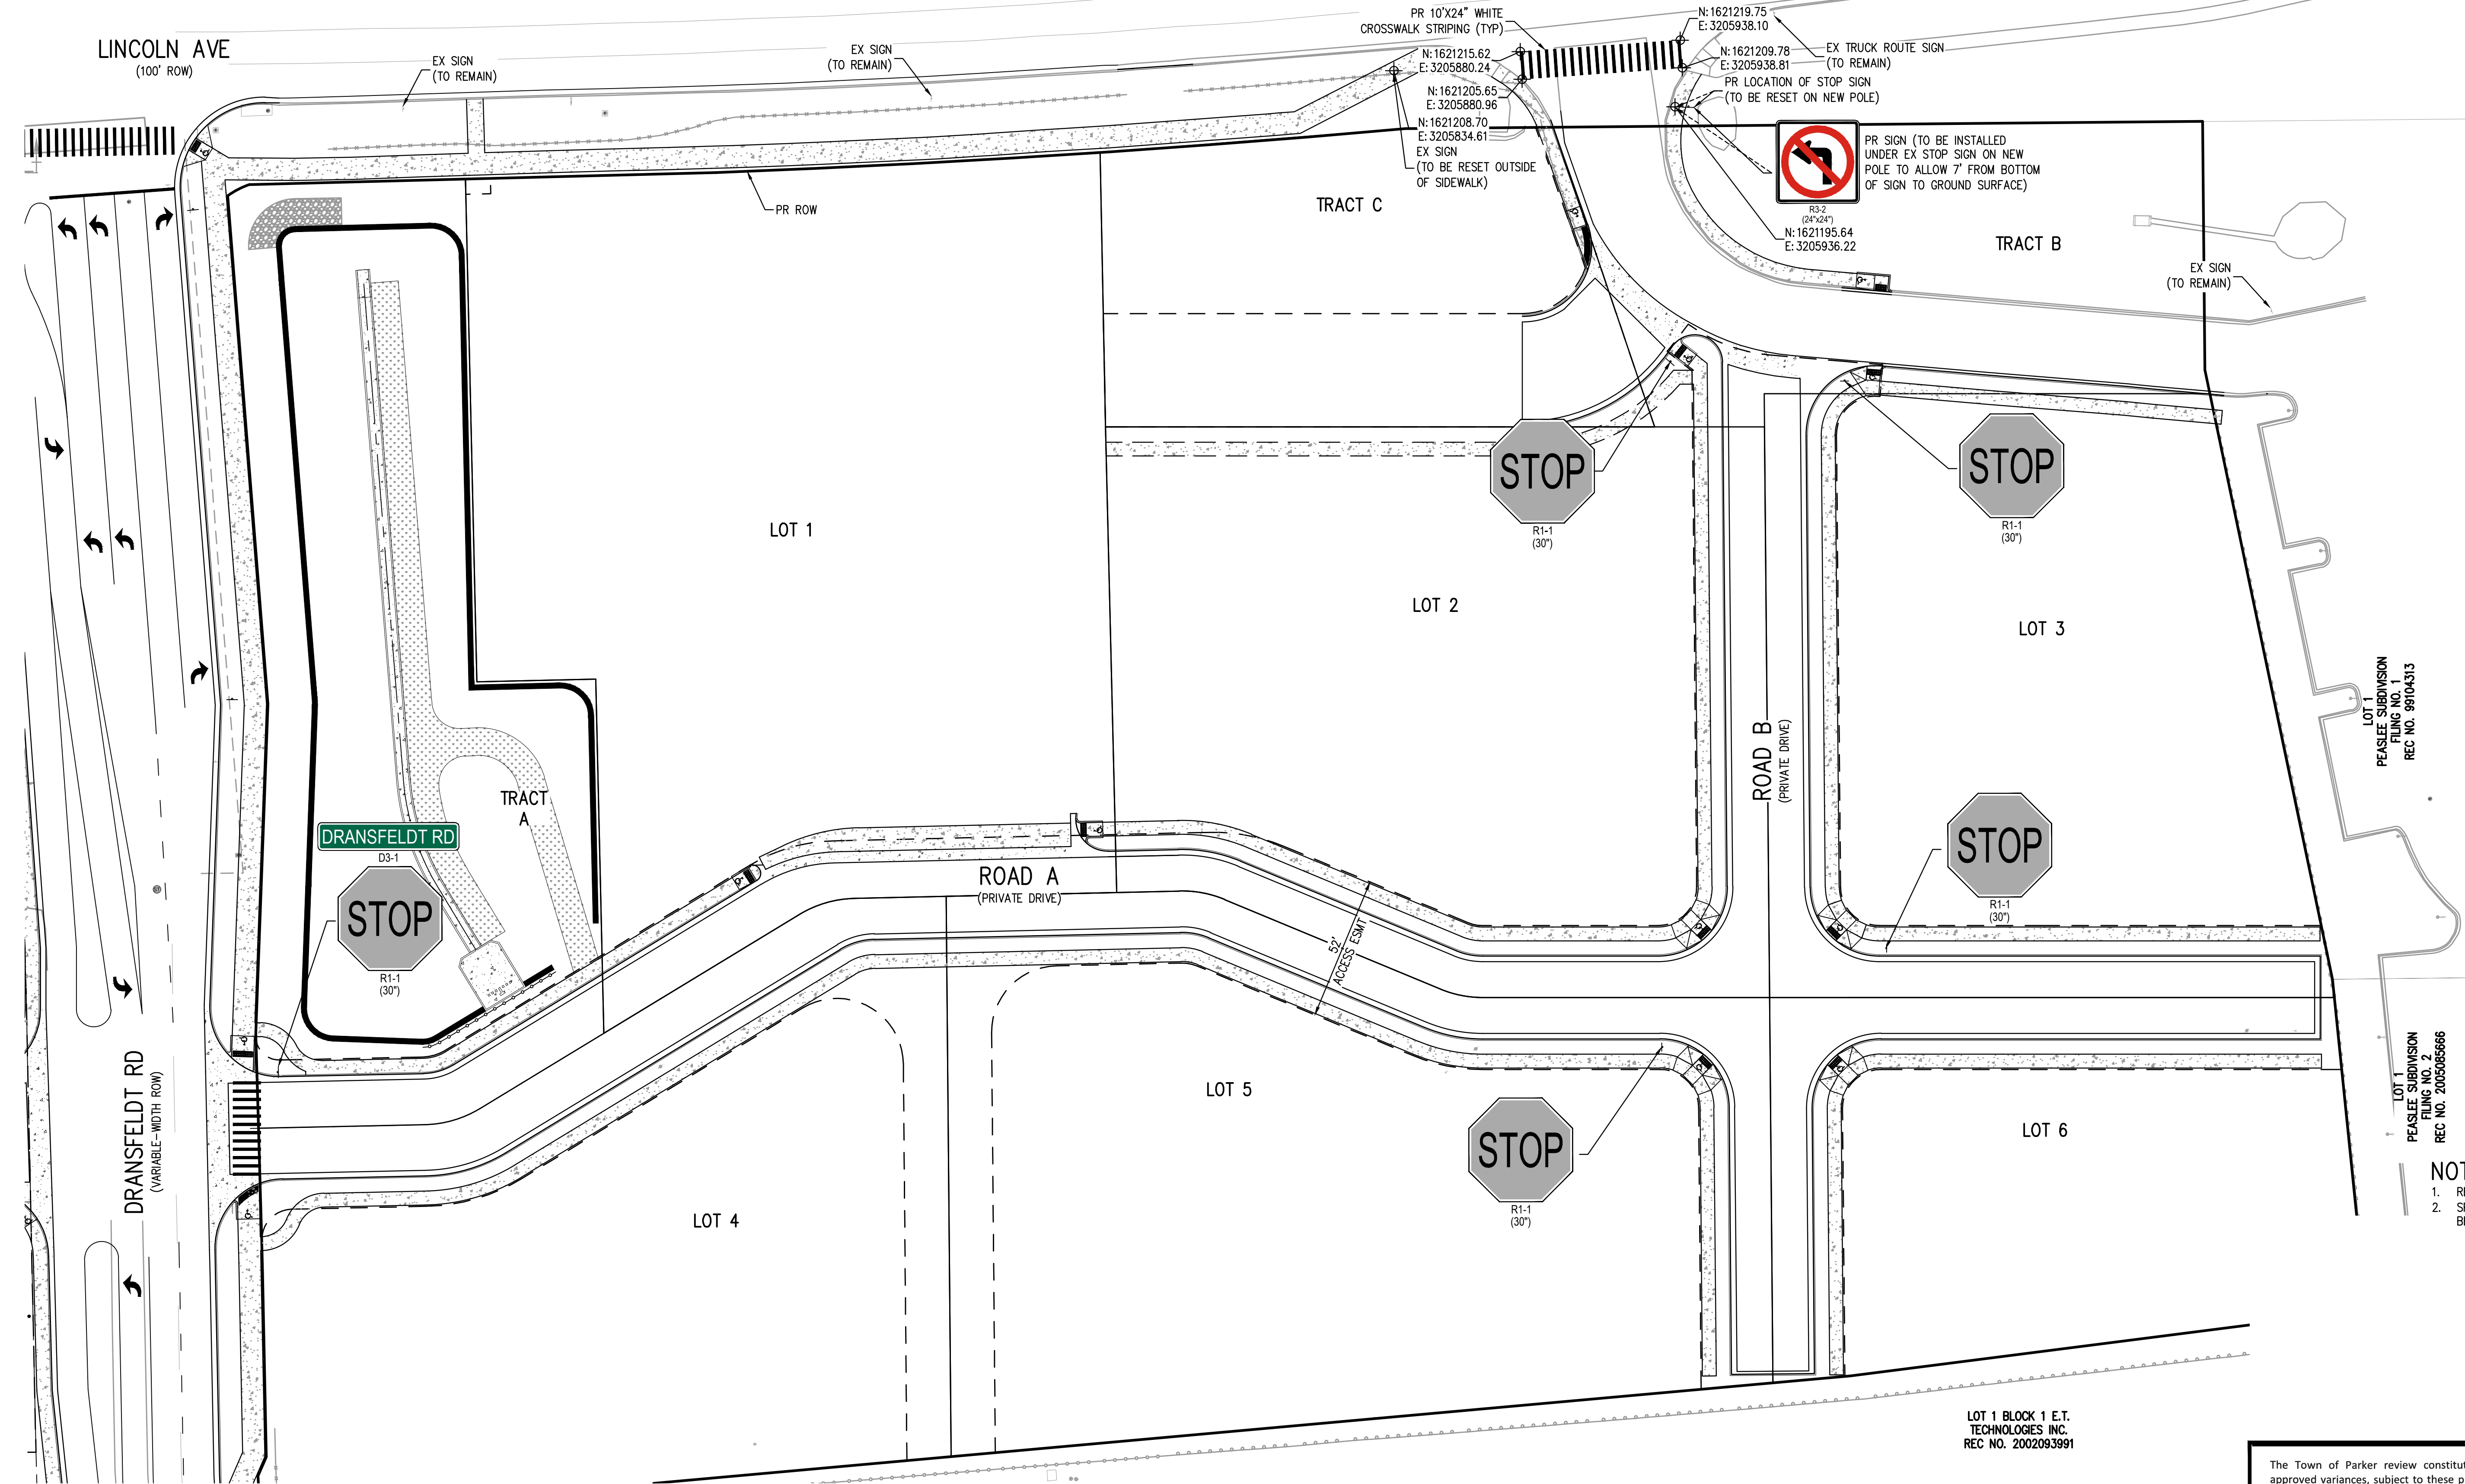 LINCOLN AVE
(100' ROW)
EX SIGN
(TO REMAIN)
EX SIGN
(TO REMAIN)
PR 10'X24" WHITE
CROSSWALK STRIPING (TYP)
N:1621215.62
E:3205880.24
N:1621205.65
E:3205880.96
N:1621208.70
E:3205834.61
EX SIGN
(TO BE RESET OUTSIDE
OF SIDEWALK)
N:1621219.75
E:3205938.10
N:1621209.78
E:3205938.81
EX TRUCK ROUTE SIGN
(TO REMAIN)
PR LOCATION OF STOP SIGN
(TO BE RESET ON NEW POLE)
PR SIGN (TO BE INSTALLED
UNDER EX STOP SIGN ON NEW
POLE TO ALLOW 7' FROM BOTTOM
OF SIGN TO GROUND SURFACE)
R3-2
(24"x24")
N:1621195.64
E:3205936.22
PR ROW
TRACT C
TRACT B
EX SIGN
(TO REMAIN)
STOP
R1-1
(30")
STOP
R1-1
(30")
LOT 1
LOT 2
LOT 3
LOT 1
PEASLEE SUBDIVISION
FILING NO. 1
REC NO. 99104313
ROAD B
(PRIVATE DRIVE)
TRACT
A
DRANSFELDT RD
D3-1
STOP
R1-1
(30")
STOP
R1-1
(30")
ROAD A
(PRIVATE DRIVE)
52'
ACCESS ESMT
DRANSFELDT RD
(VARIABLE-WIDTH ROW)
LOT 5
STOP
R1-1
(30")
LOT 6
LOT 4
LOT 1
PEASLEE SUBDIVISION
FILING NO. 2
REC NO. 2005085666
1.
2.
LOT 1 BLOCK 1 E.T.
TECHNOLOGIES INC.
REC NO. 2002093991
The Town of Parker review
approved variances, subject to these